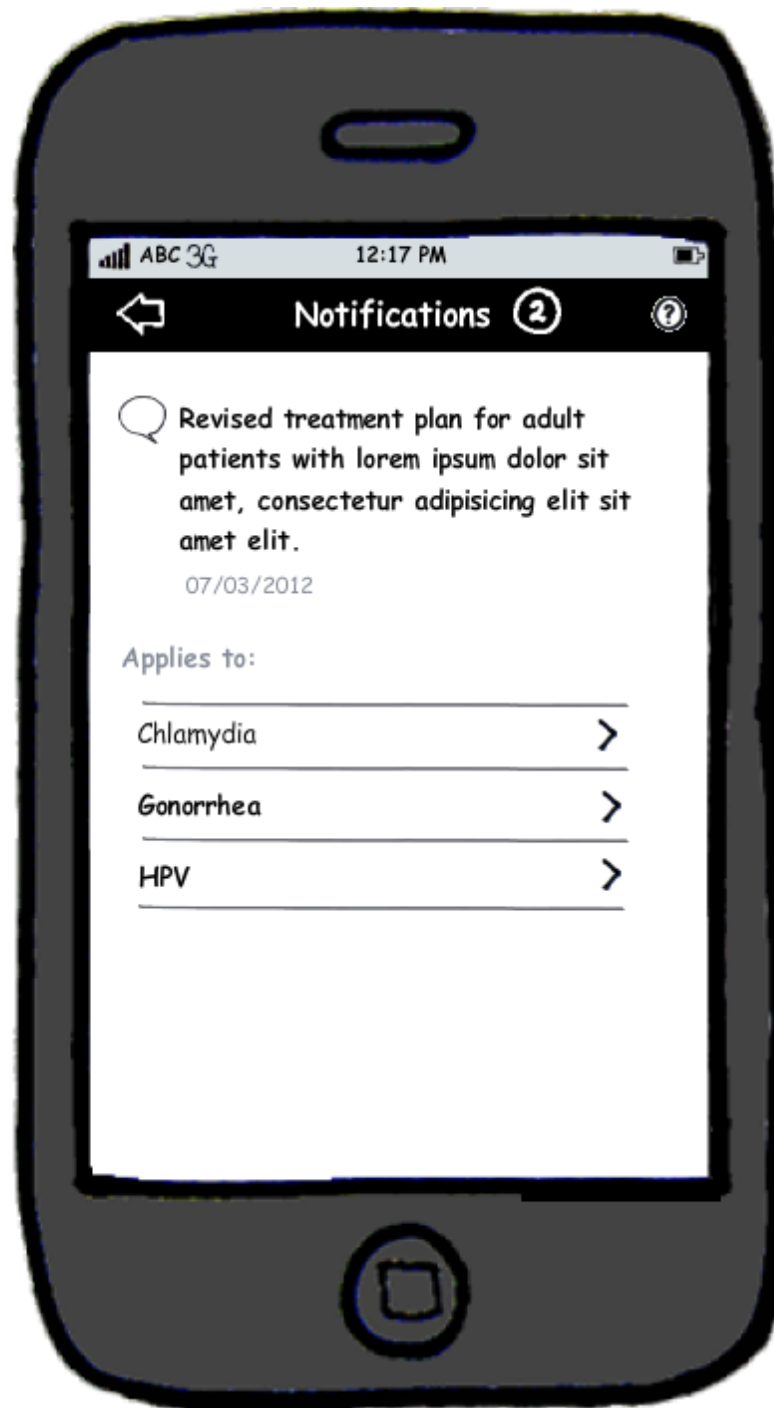 ABC 3G 12:17 PM
Notifications 2 ?
Revised treatment plan for adult
patients with lorem ipsum dolor sit
amet, consectetur adipisicing elit sit
amet elit.
07/03/2012
Applies to:
Chlamydia
Gonorrhea
HPV